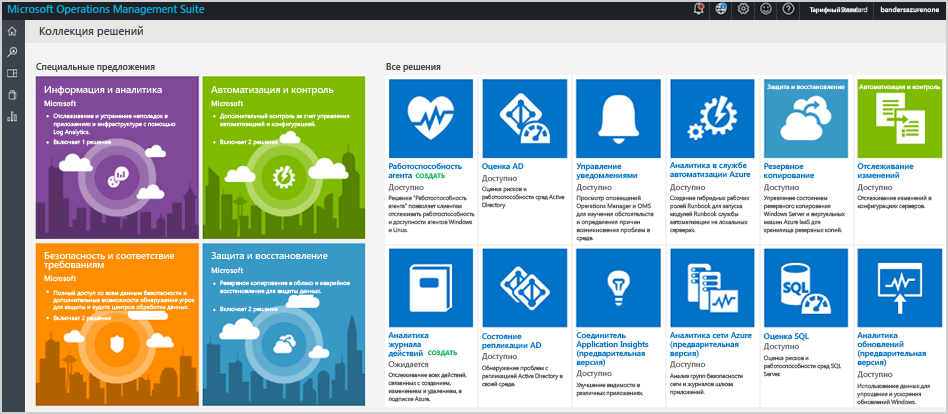 Microsoft Operations Management Suite
bandersazurenone
Коллекция решений
Специальные предложения
Информация и аналитика
Microsoft
• Отслеживание и устранение неполадок в
приложениях и инфраструктуре с помощью
Log Analytics.
• Включает 1 решение
Автоматизация и контроль
Microsoft
• Дополнительный контроль за счет управления
автоматизацией и конфигурацией.
• Включает 2 решения
Безопасность и соответствие
требованиям
Microsoft
• Полный доступ ко всем данным безопасности и
дополнительные возможности обнаружения угроз
для защиты и аудита центров обработки данных.
• Включает 2 решения
Защита и восстановление
Microsoft
• Резервное копирование в облако и аварийное
восстановление для защиты данных.
• Включает 2 решения
Все решения
Работоспособность
агента СОЗДАТЬ
Доступно
Решение "Работоспособность
агента" позволяет клиентам
отслеживать работоспособность
и доступность агентов Windows
и Linux.
Оценка AD
Доступно
Оценка рисков и
работоспособности сред Active
Directory.
Управление
уведомлениями
Доступно
Просмотр оповещений
Operations Manager и OMS
для изучения обстоятельств
и определения причин
возникновения проблем в
среде.
Аналитика в службе
автоматизации Azure
Доступно
Создание гибридных рабочих
ролей Runbook для запуска
модулей Runbook службы
автоматизации на локальных
серверах.
Защита и восстановление
Резервное
копирование
Доступно
Управление состоянием
резервного копирования
Windows Server и виртуальных
машин Azure IaaS для
хранилища резервных копий.
Автоматизация и контроль
Отслеживание
изменений
Доступно
Отслеживание изменений в
конфигурациях серверов.
Аналитика
журнала
действий СОЗДАТЬ
Ожидается
Отслеживание всех действий,
связанных с созданием,
изменением и удалением, в
подписке Azure.
Состояние
репликации AD
Доступно
Обнаружение проблем с
репликацией Active Directory в
своей среде.
Соединитель
Application Insights
(предварительная
версия)
Доступно
Улучшение видимости в
различных приложениях.
Аналитика сети Azure
(предварительная
версия)
Доступно
Анализ групп безопасности
сети и журналов шлюза
приложений.
SQL
Оценка SQL
Доступно
Оценка рисков и
работоспособности сред SQL
Server.
Аналитика
обновлений
(предварительная
версия)
Доступно
Использование данных для
упрощения и ускорения
обновлений Windows.